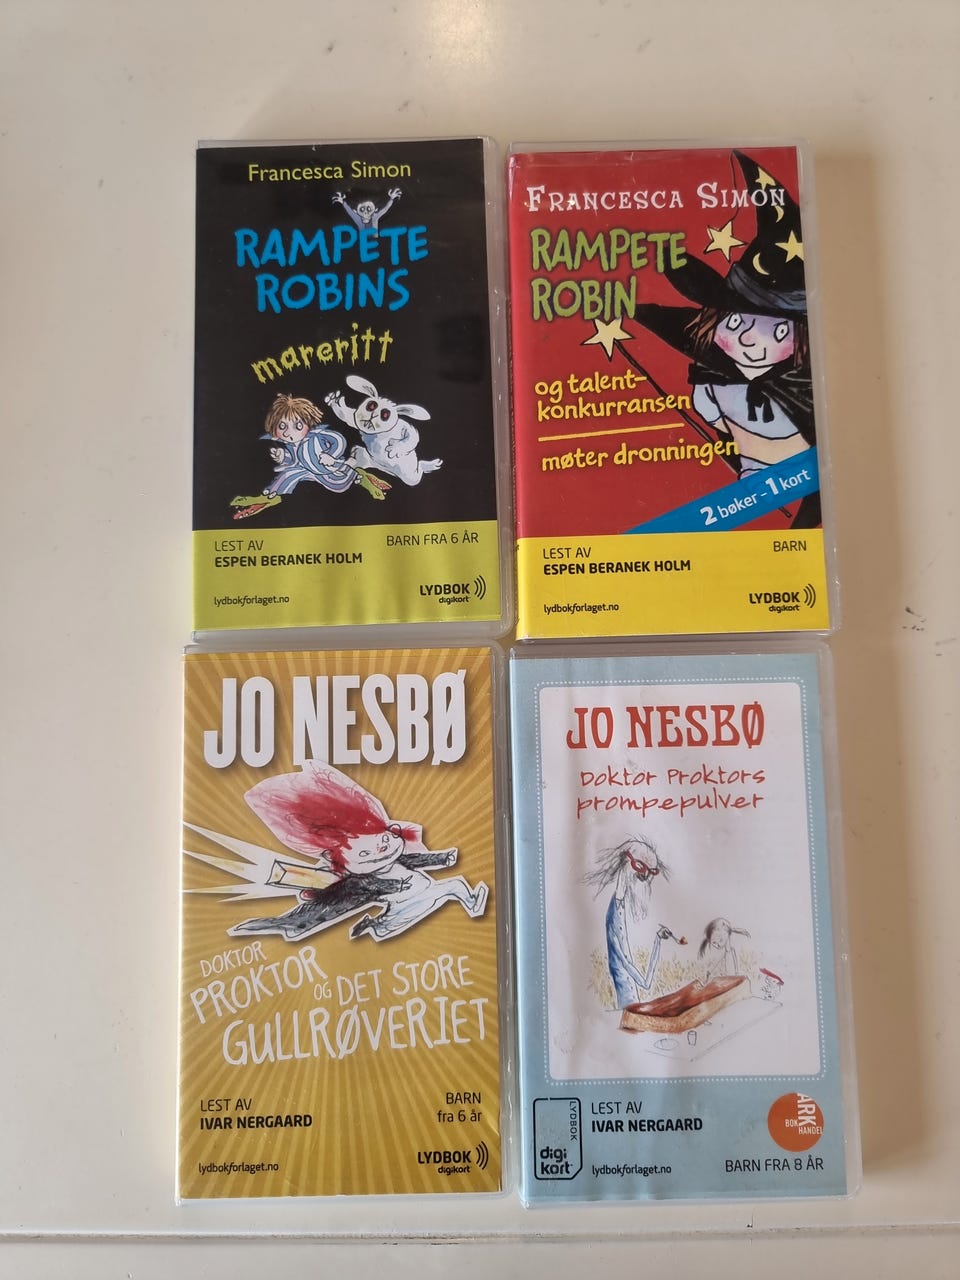 Francesca Simon
RAMPETE
ROBINS
mareritt
LEST AV
ESPEN BERANEK HOLM
BARN FRA 6 ÅR
lydbokforlaget.no
LYDBOK
digikort
FRANCESCA SIMON
RAMPETE
ROBIN
og talent-
konkurransen
møter dronningen
2 bøker - 1 kort
LEST AV
ESPEN BERANEK HOLM
BARN
lydbokforlaget.no
LYDBOK
digikort
JO NESBØ
DOKTOR
PROKTOR
OG DET STORE
GULLRØVERIET
LEST AV
IVAR NERGAARD
BARN
fra 6 år
lydbokforlaget.no
LYDBOK
digikort
JO NESBØ
Doktor Proktors
prompepulver
LYDBOK
digi
kort
LEST AV
IVAR NERGAARD
lydbokforlaget.no
ARK
BOK
HANDEL
BARN FRA 8 ÅR